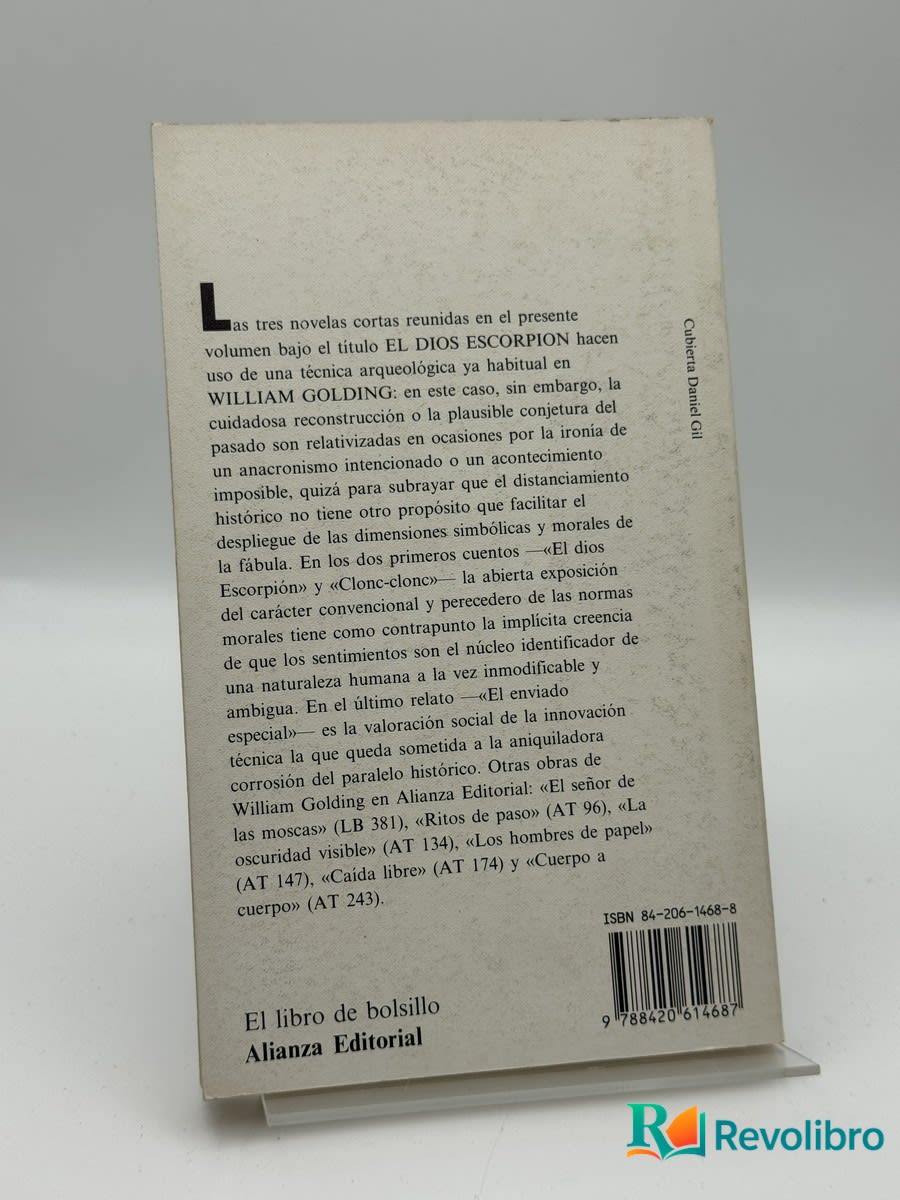 Las tres novelas cortas reunidas en el presente
volumen bajo el título EL DIOS ESCORPION hacen
uso de una técnica arqueológica ya habitual en
WILLIAM GOLDING: en este caso, sin embargo, la
cuidadosa reconstrucción o la plausible conjetura del
pasado son relativizadas en ocasiones por la ironía de
un anacronismo intencionado o un acontecimiento
imposible, quizá para subrayar que el distanciamiento
histórico no tiene otro propósito que facilitar el
despliegue de las dimensiones simbólicas y morales de
la fábula. En los dos primeros cuentos —«El dios
Escorpión» y «Clonc-clonc»— la abierta exposición
del carácter convencional y perecedero de las normas
morales tiene como contrapunto la implícita creencia
de que los sentimientos son el núcleo identificador de
una naturaleza humana a la vez inmodificable y
ambigua. En el último relato —«El enviado
especial»— es la valoración social de la innovación
técnica la que queda sometida a la aniquiladora
corrosión del paralelo histórico. Otras obras de
William Golding en Alianza Editorial: «El señor de
las moscas» (LB 381), «Ritos de paso» (AT 96), «La
oscuridad visible» (AT 134), «Los hombres de papel»
(AT 147), «Caída libre» (AT 174) y «Cuerpo a
cuerpo» (AT 243).
Cubierta Daniel Gil
ISBN 84-206-1468-8
9 788420 614687
El libro de bolsillo
Alianza Editorial
Revolibro